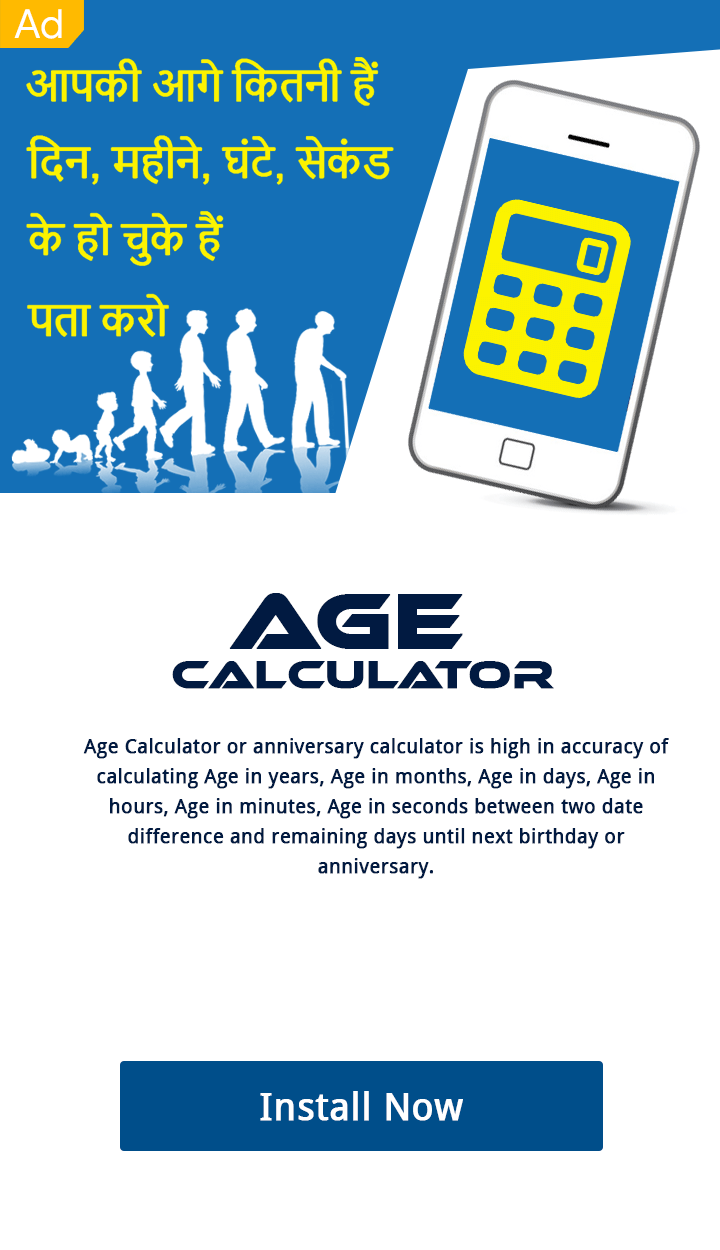 Ad
आपकी आगे कितनी हैं
दिन, महीने, घंटे, सेकंड
के हो चुके हैं
पता करो
AGE
CALCULATOR
Age Calculator or anniversary calculator is high in accuracy of
calculating Age in years, Age in months, Age in days, Age in
hours, Age in minutes, Age in seconds between two date
difference and remaining days until next birthday or
anniversary.
Install Now